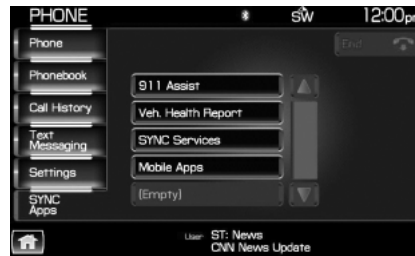 PHONE SW 12:00pm
Phone End
Phonebook
911 Assist
Call History
Veh. Health Report
Text
Messaging
SYNC Services
Settings
Mobile Apps
SYNC
Apps
(Empty)
User ST: News
CNN News Update